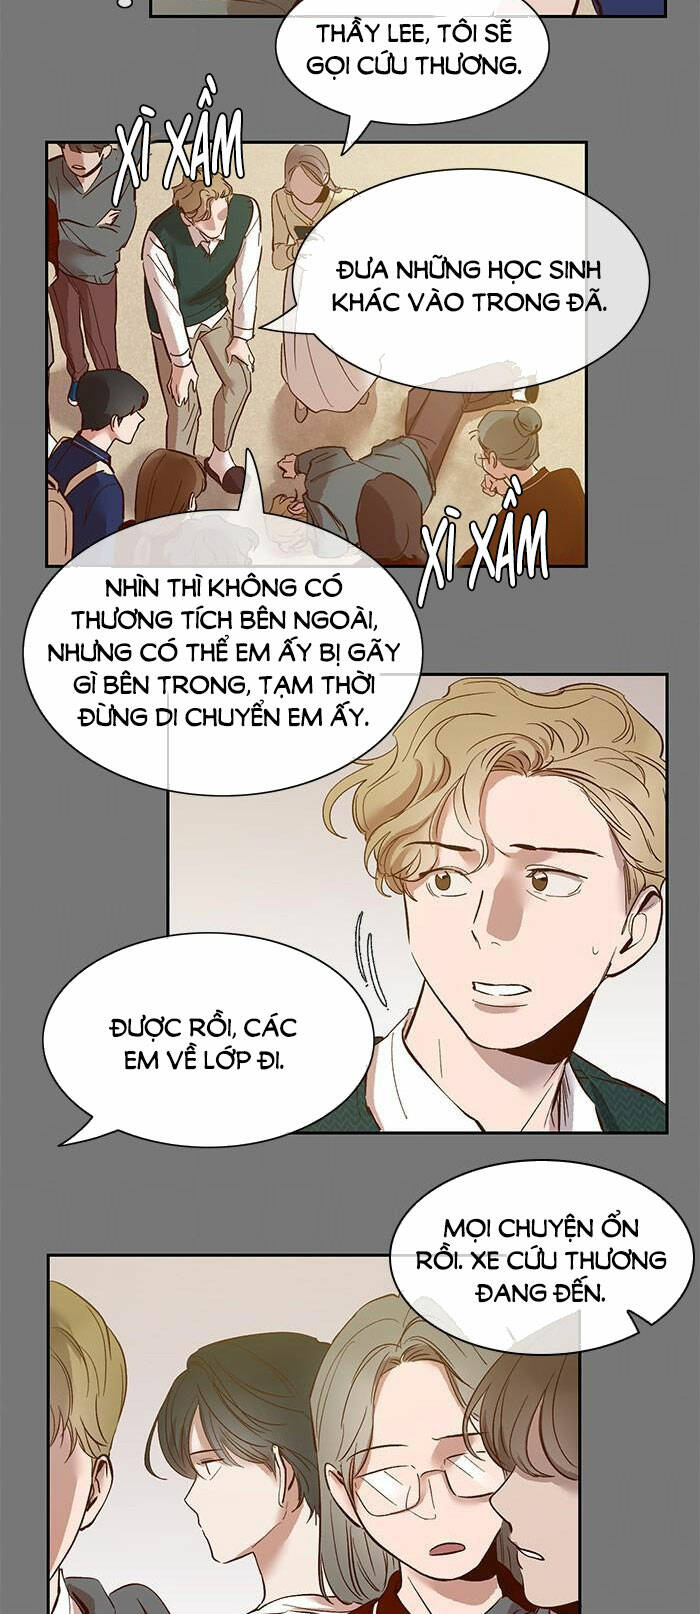 THẦY LEE, TÔI SẼ
GỌI CỨU THƯƠNG.
XÌ XẦM
ĐƯA NHỮNG HỌC SINH
KHÁC VÀO TRONG ĐÃ.
XÌ XẦM
NHÌN THÌ KHÔNG CÓ
THƯƠNG TÍCH BÊN NGOÀI,
NHƯNG CÓ THỂ EM ẤY BỊ GÃY
GÌ BÊN TRONG, TẠM THỜI
ĐỪNG DI CHUYỂN EM ẤY.
ĐƯỢC RỒI, CÁC
EM VỀ LỚP ĐI.
MỌI CHUYỆN ỔN
RỒI. XE CỨU THƯƠNG
ĐANG ĐẾN.